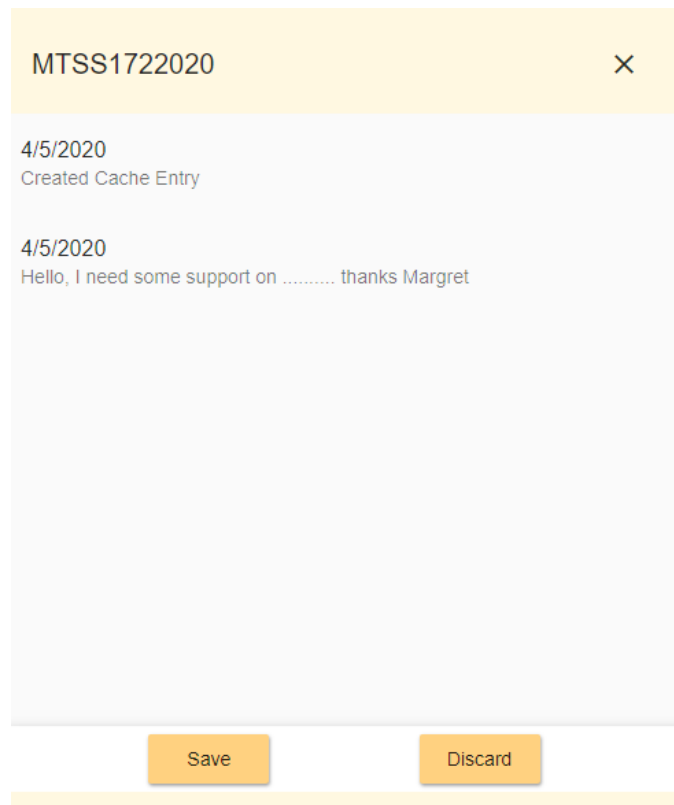 MTSS1722020
4/5/2020
Created Cache Entry
4/5/2020
Hello, I need some support on .......... thanks Margret
Save
Discard